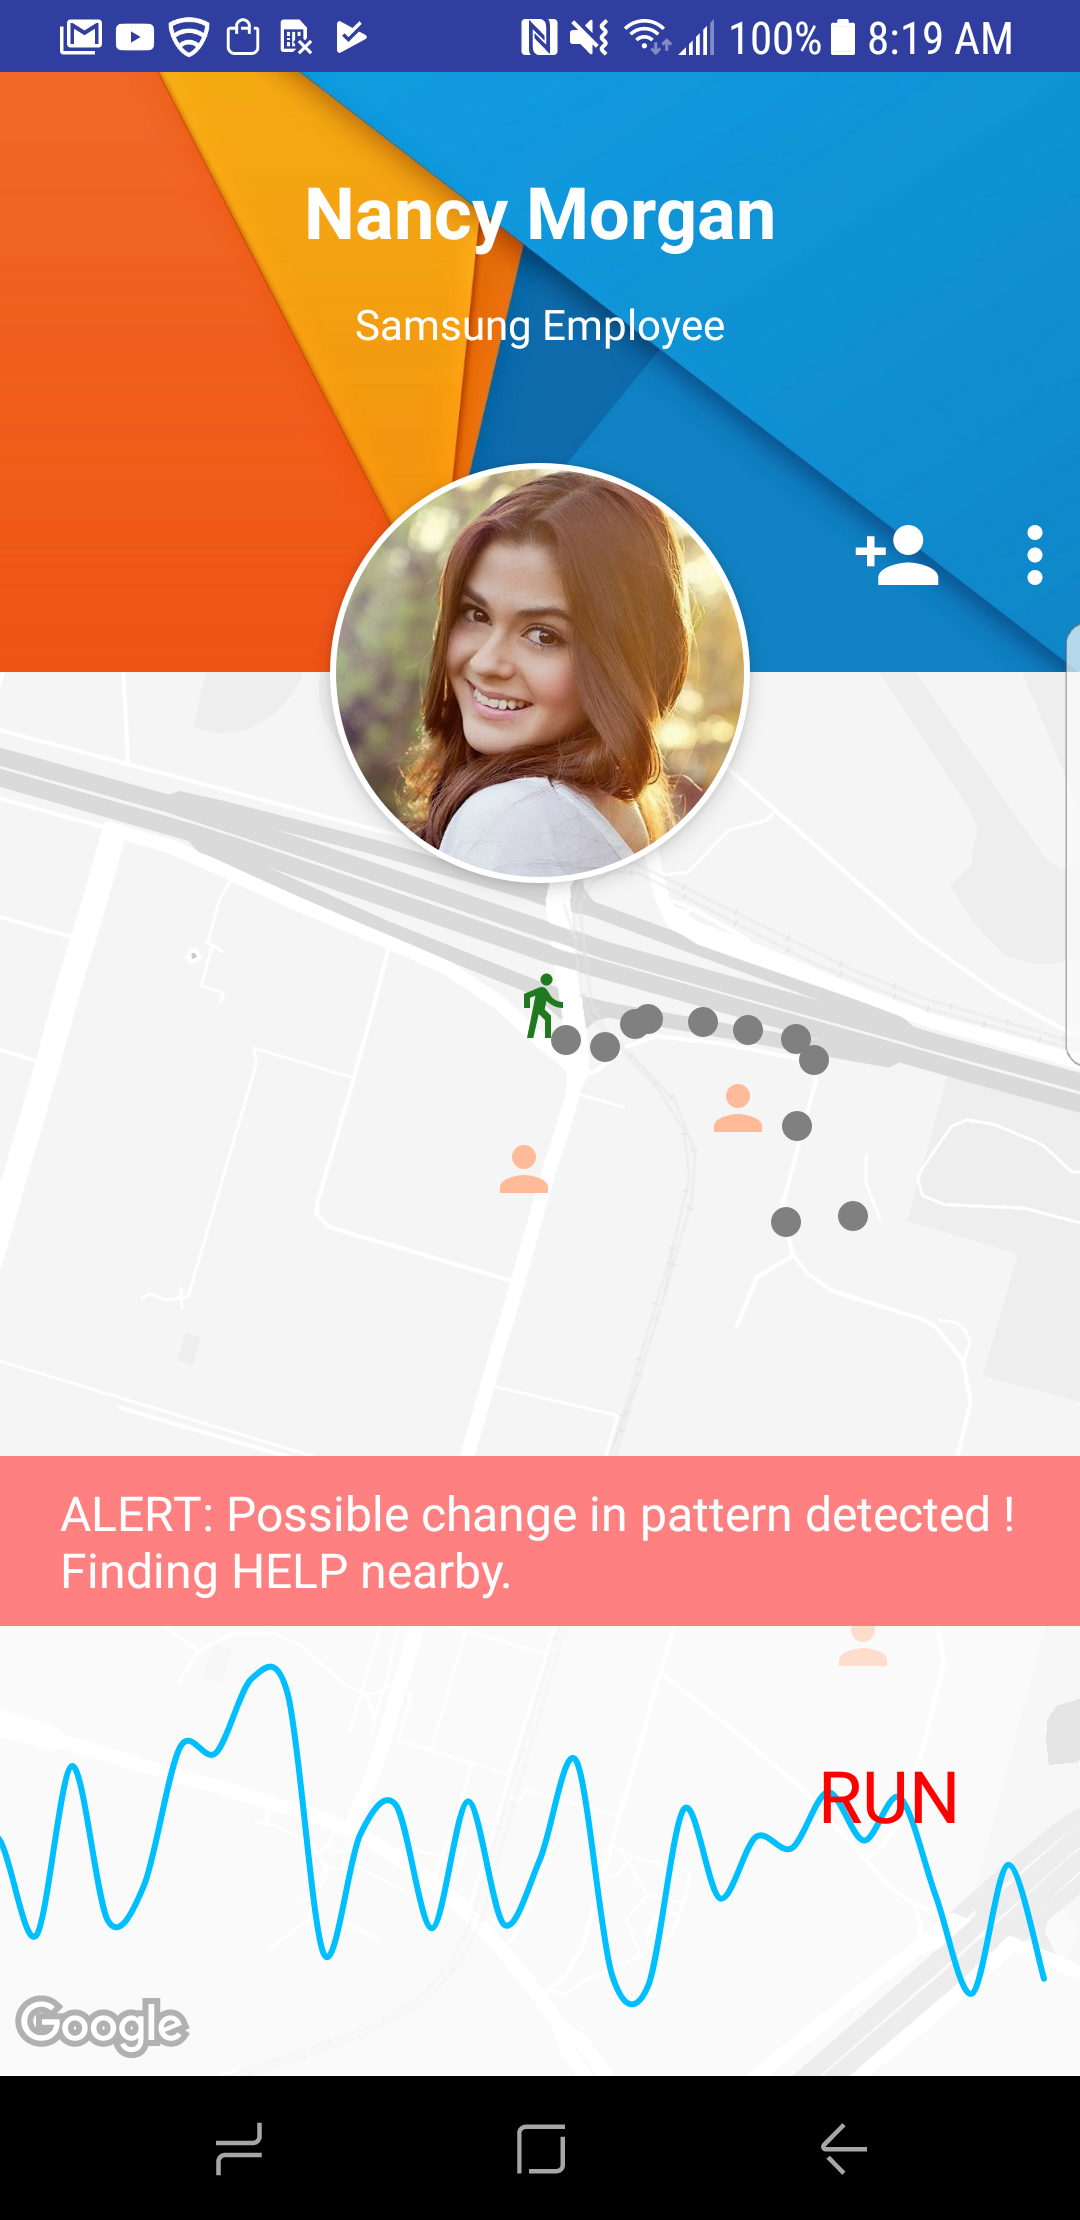 100% 8:19 AM
Nancy Morgan
Samsung Employee
ALERT: Possible change in pattern detected !
Finding HELP nearby.
RUN
Google